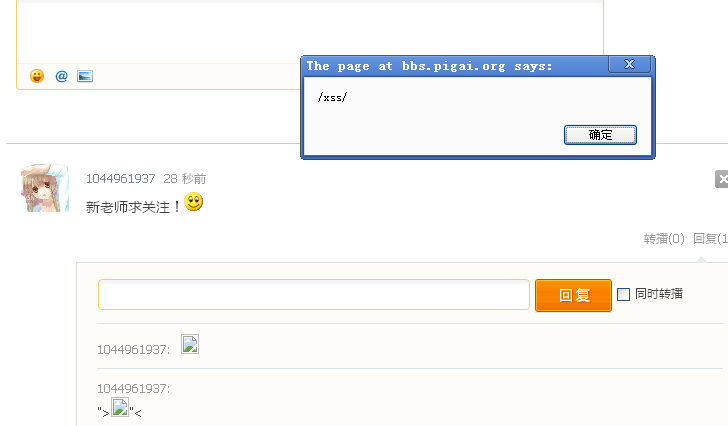 The page at bbs.pigai.org says:
/xss/
确定
@
1044961937 28 秒前
新老师求关注！
转播(0) 回复(1
回复 同时转播
1044961937:
1044961937:
">"<